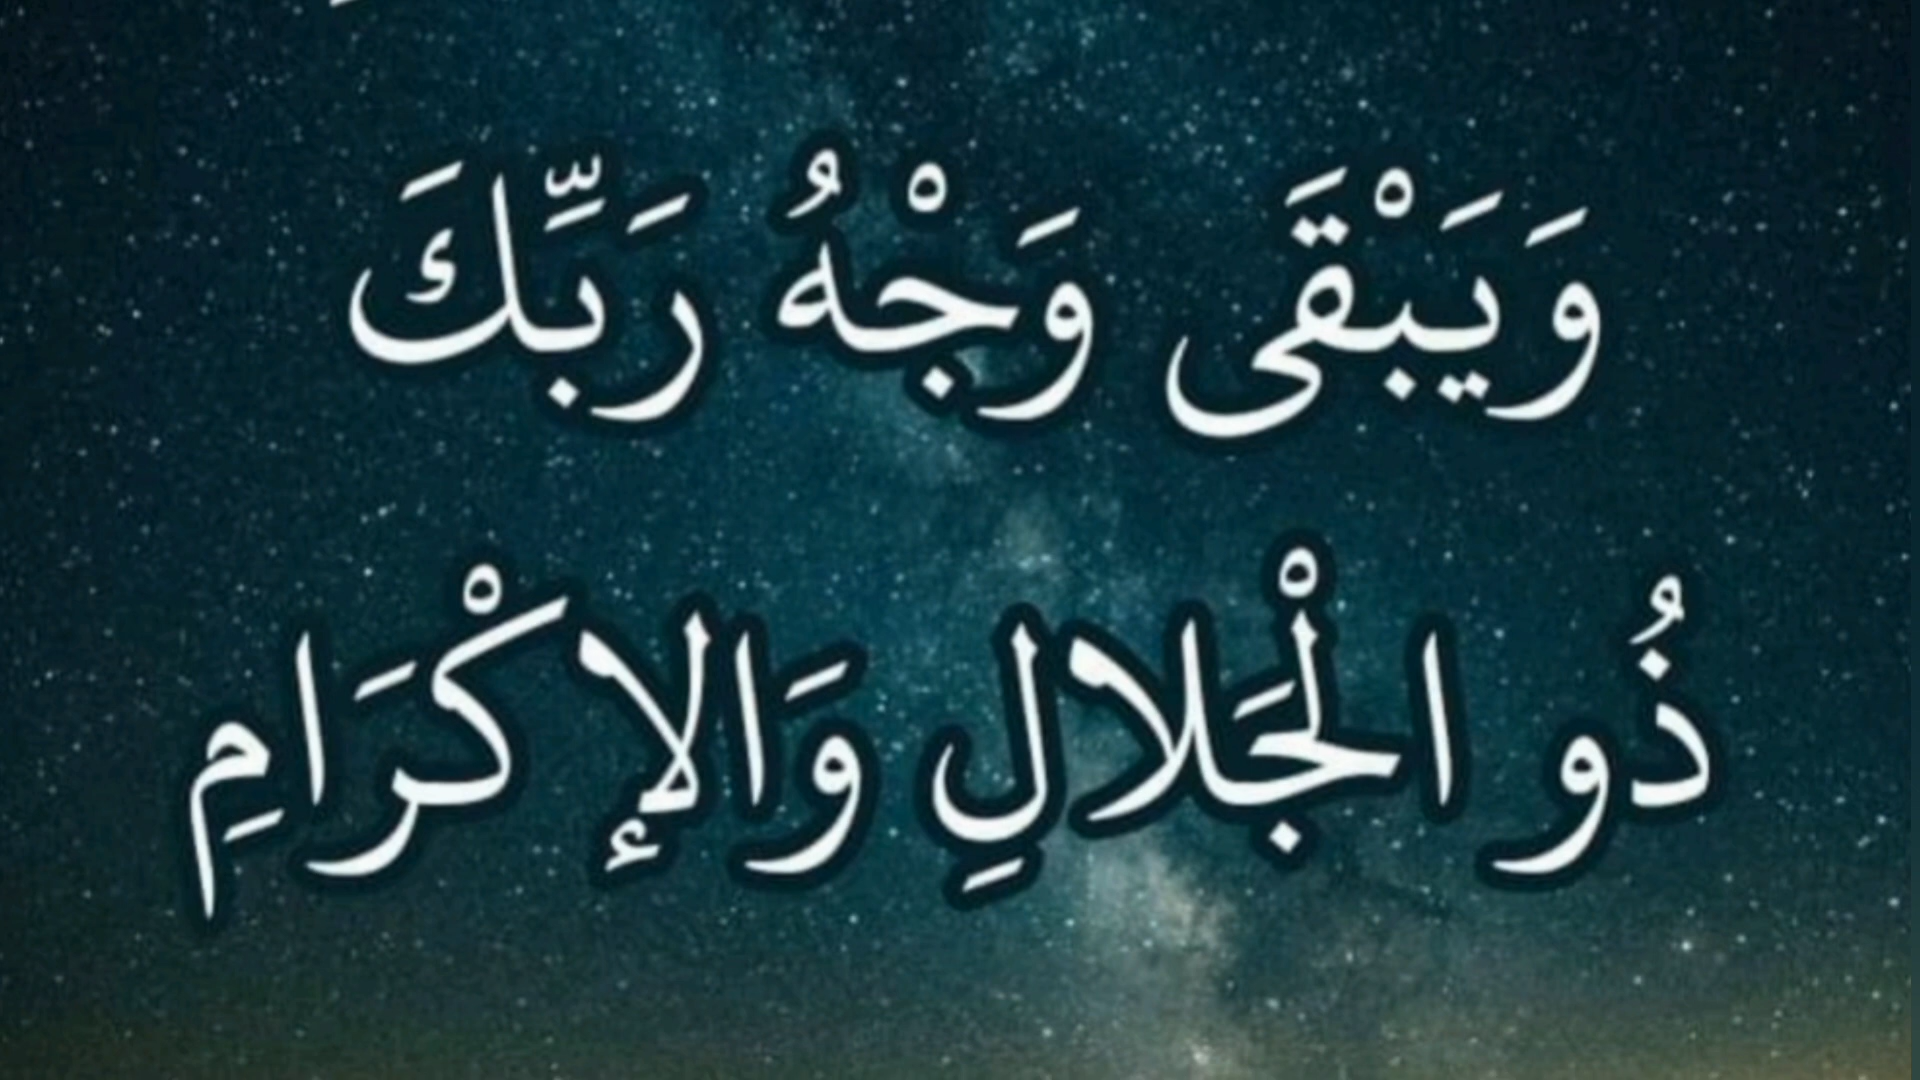 وَيَبْقَى وَجْهُ رَبِّكَ
ذُو الْجَلالِ وَالإِكْرَامِ